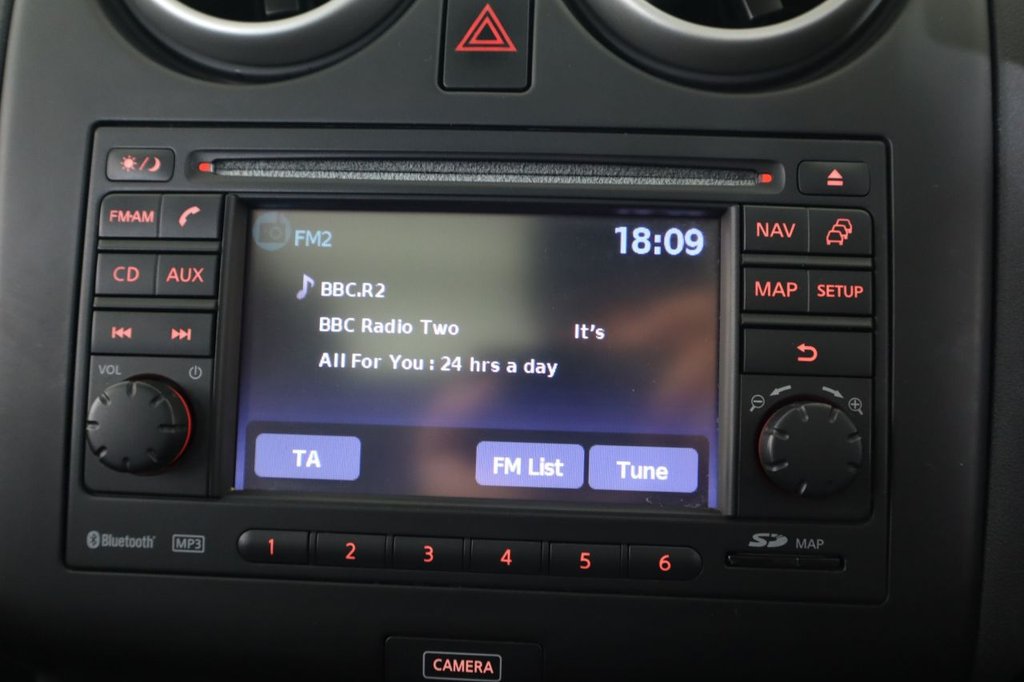 FM·AM
CD AUX
VOL
FM2 18:09
BBC.R2
BBC Radio Two It's
All For You : 24 hrs a day
TA FM List Tune
NAV
MAP SETUP
Bluetooth MP3
1 2 3 4 5 6
SD MAP
CAMERA